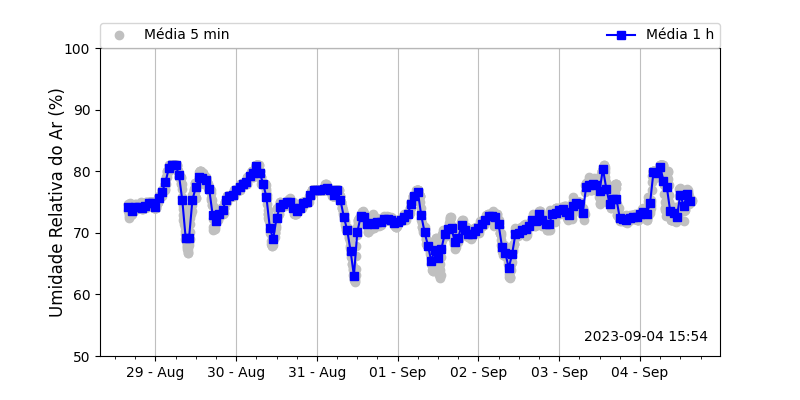 Média 5 min
Média 1 h
Umidade Relativa do Ar (%)
100
90
80
70
60
50
2023-09-04 15:54
29 - Aug
30 - Aug
31 - Aug
01 - Sep
02 - Sep
03 - Sep
04 - Sep